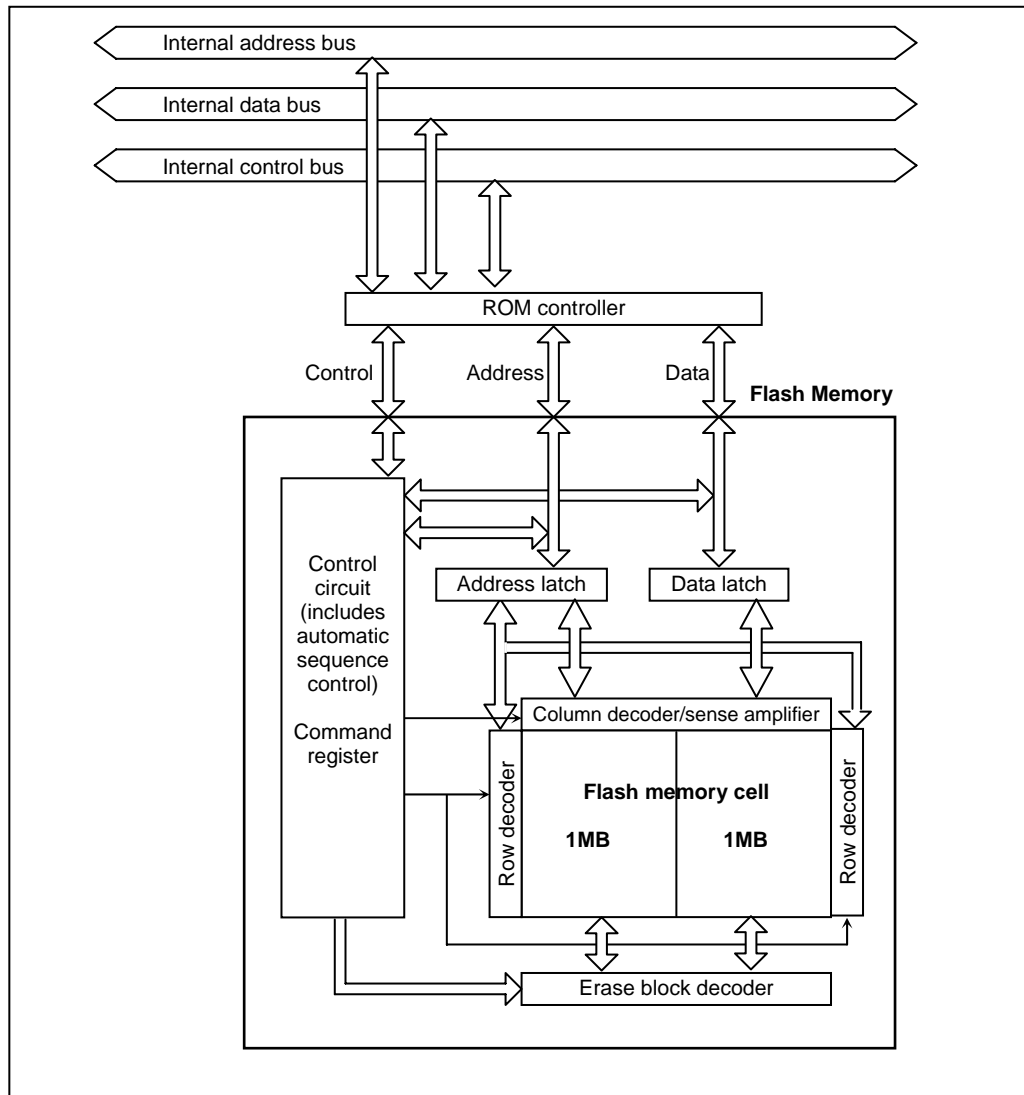 Internal address bus
Internal data bus
Internal control bus
ROM controller
Control
Address
Data
Flash Memory
Control
circuit
(includes
automatic
sequence
control)
Command
register
Address latch
Data latch
Column decoder/sense amplifier
Row decoder
Flash memory cell
1MB
1MB
Row decoder
Erase block decoder